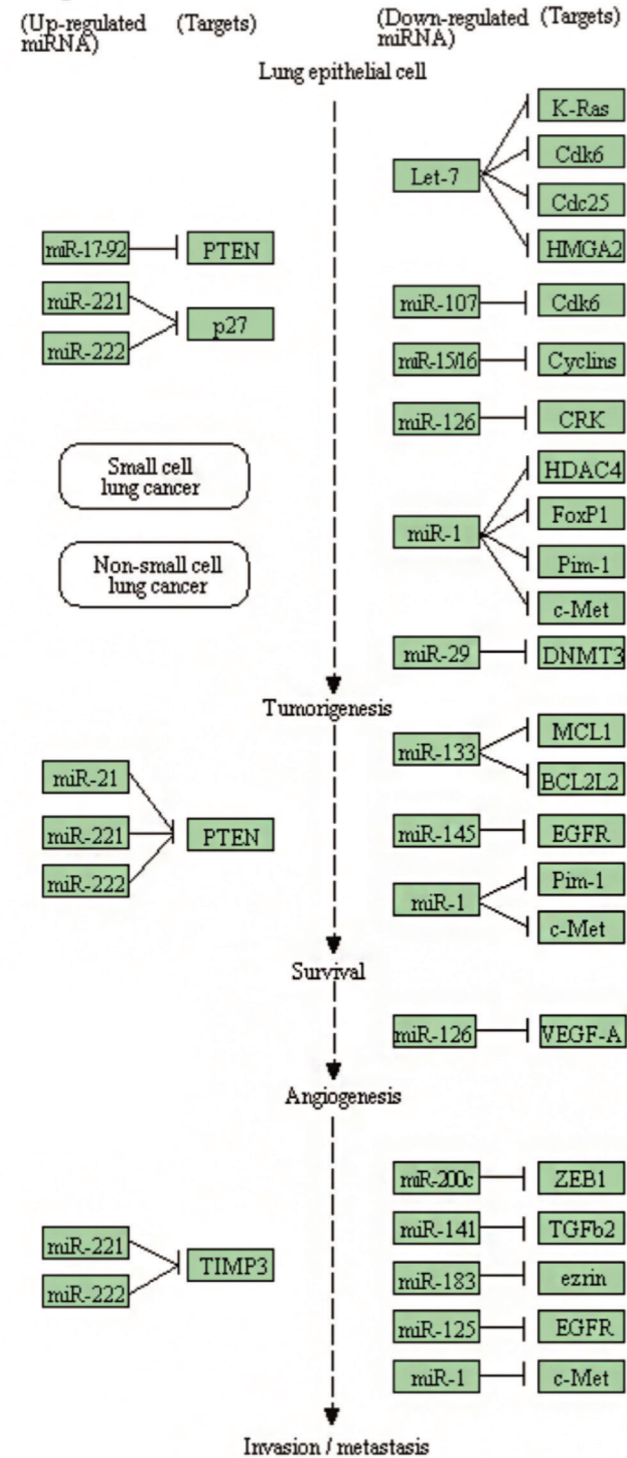 (Up-regulated miRNA)
(Targets)
(Down-regulated miRNA)
(Targets)
Lung epithelial cell
K-Ras
Let-7
Cdk6
Cdc25
HMGA2
miR-17-92
PTEN
miR-221
miR-222
p27
miR-107
Cdk6
miR-15/16
Cyclins
miR-126
CRK
Small cell
lung cancer
Non-small cell
lung cancer
miR-1
HDAC4
FoxP1
Pim-1
c-Met
miR-29
DNMT3
Tumorigenesis
miR-133
MCL1
BCL2L2
miR-21
miR-221
miR-222
PTEN
miR-145
EGFR
miR-1
Pim-1
c-Met
Survival
miR-126
VEGF-A
Angiogenesis
miR-200c
ZEB1
miR-221
miR-222
TIMP3
miR-141
TGFb2
miR-183
ezrin
miR-125
EGFR
miR-1
c-Met
Invasion / metastasis